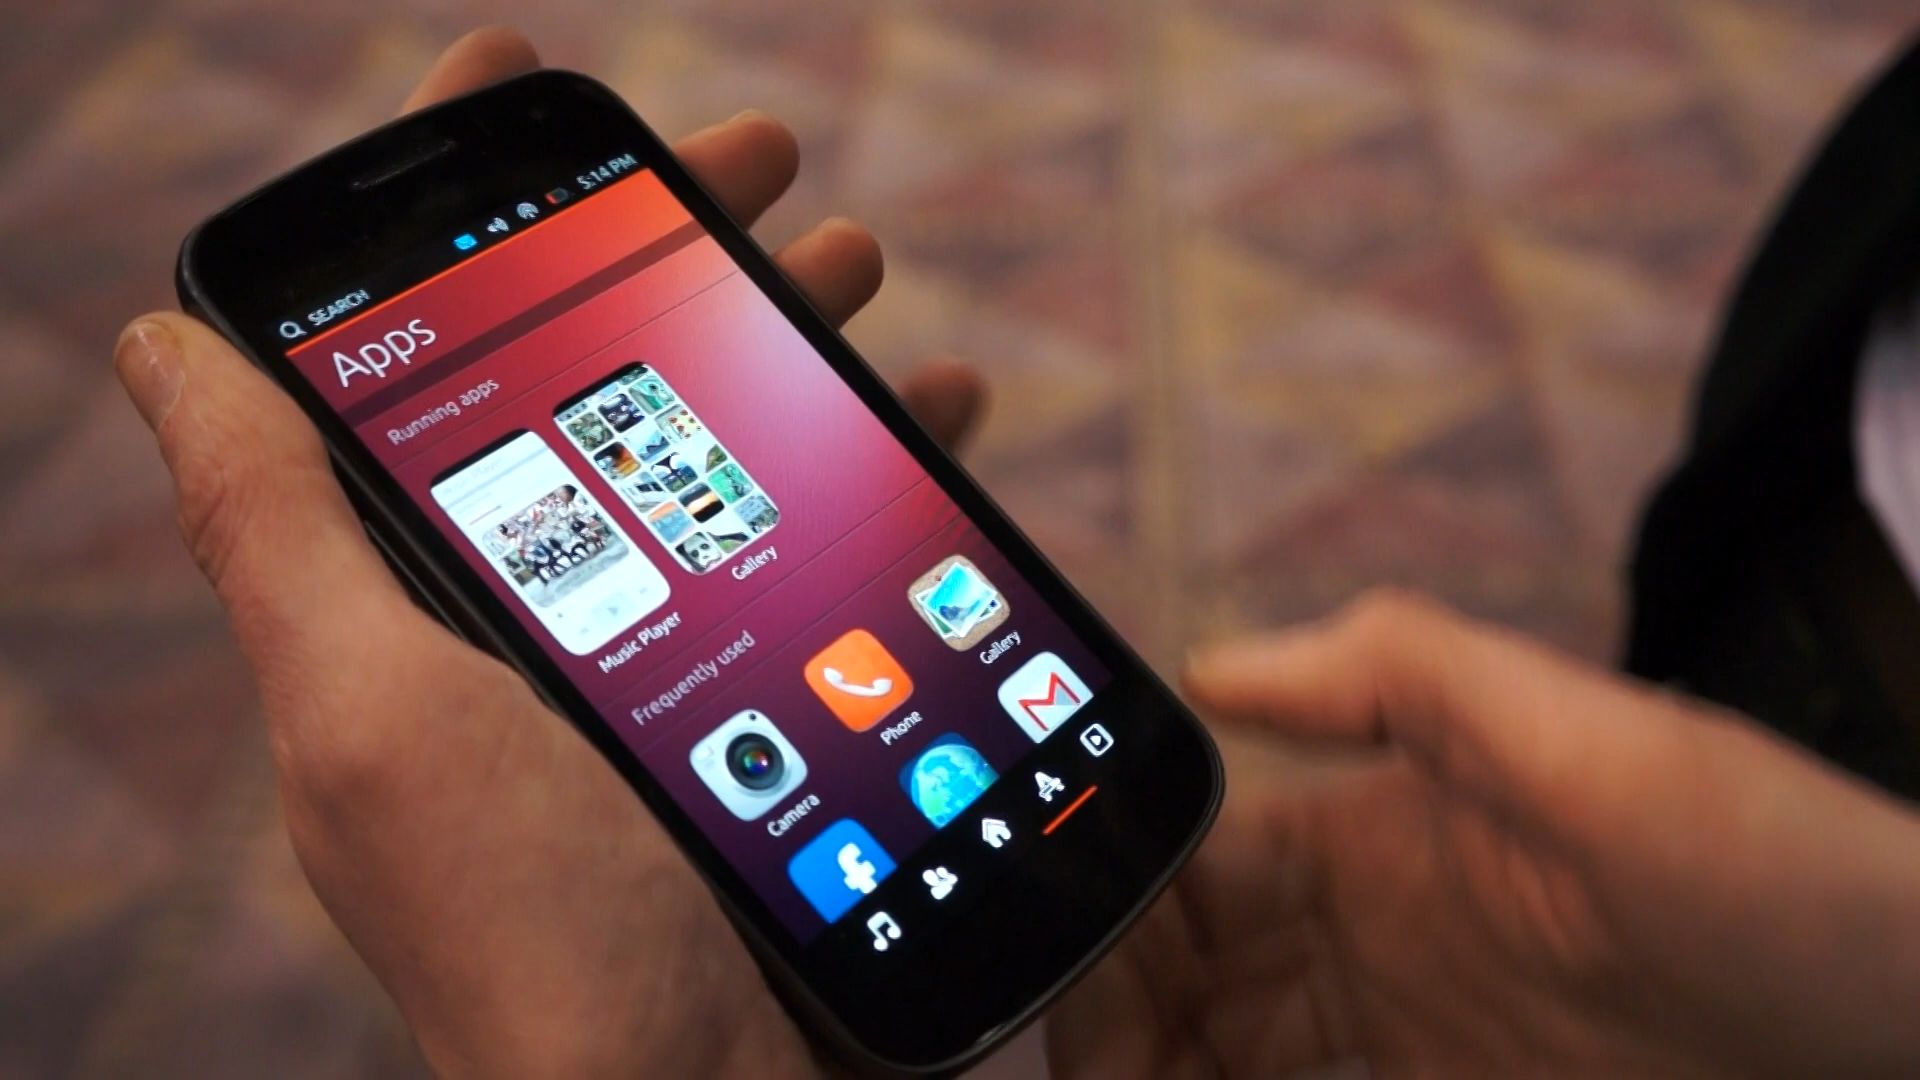 5:14 PM
SEARCH
Apps
Running apps
Music Player
Gallery
Frequently used
Camera
Phone
Gallery